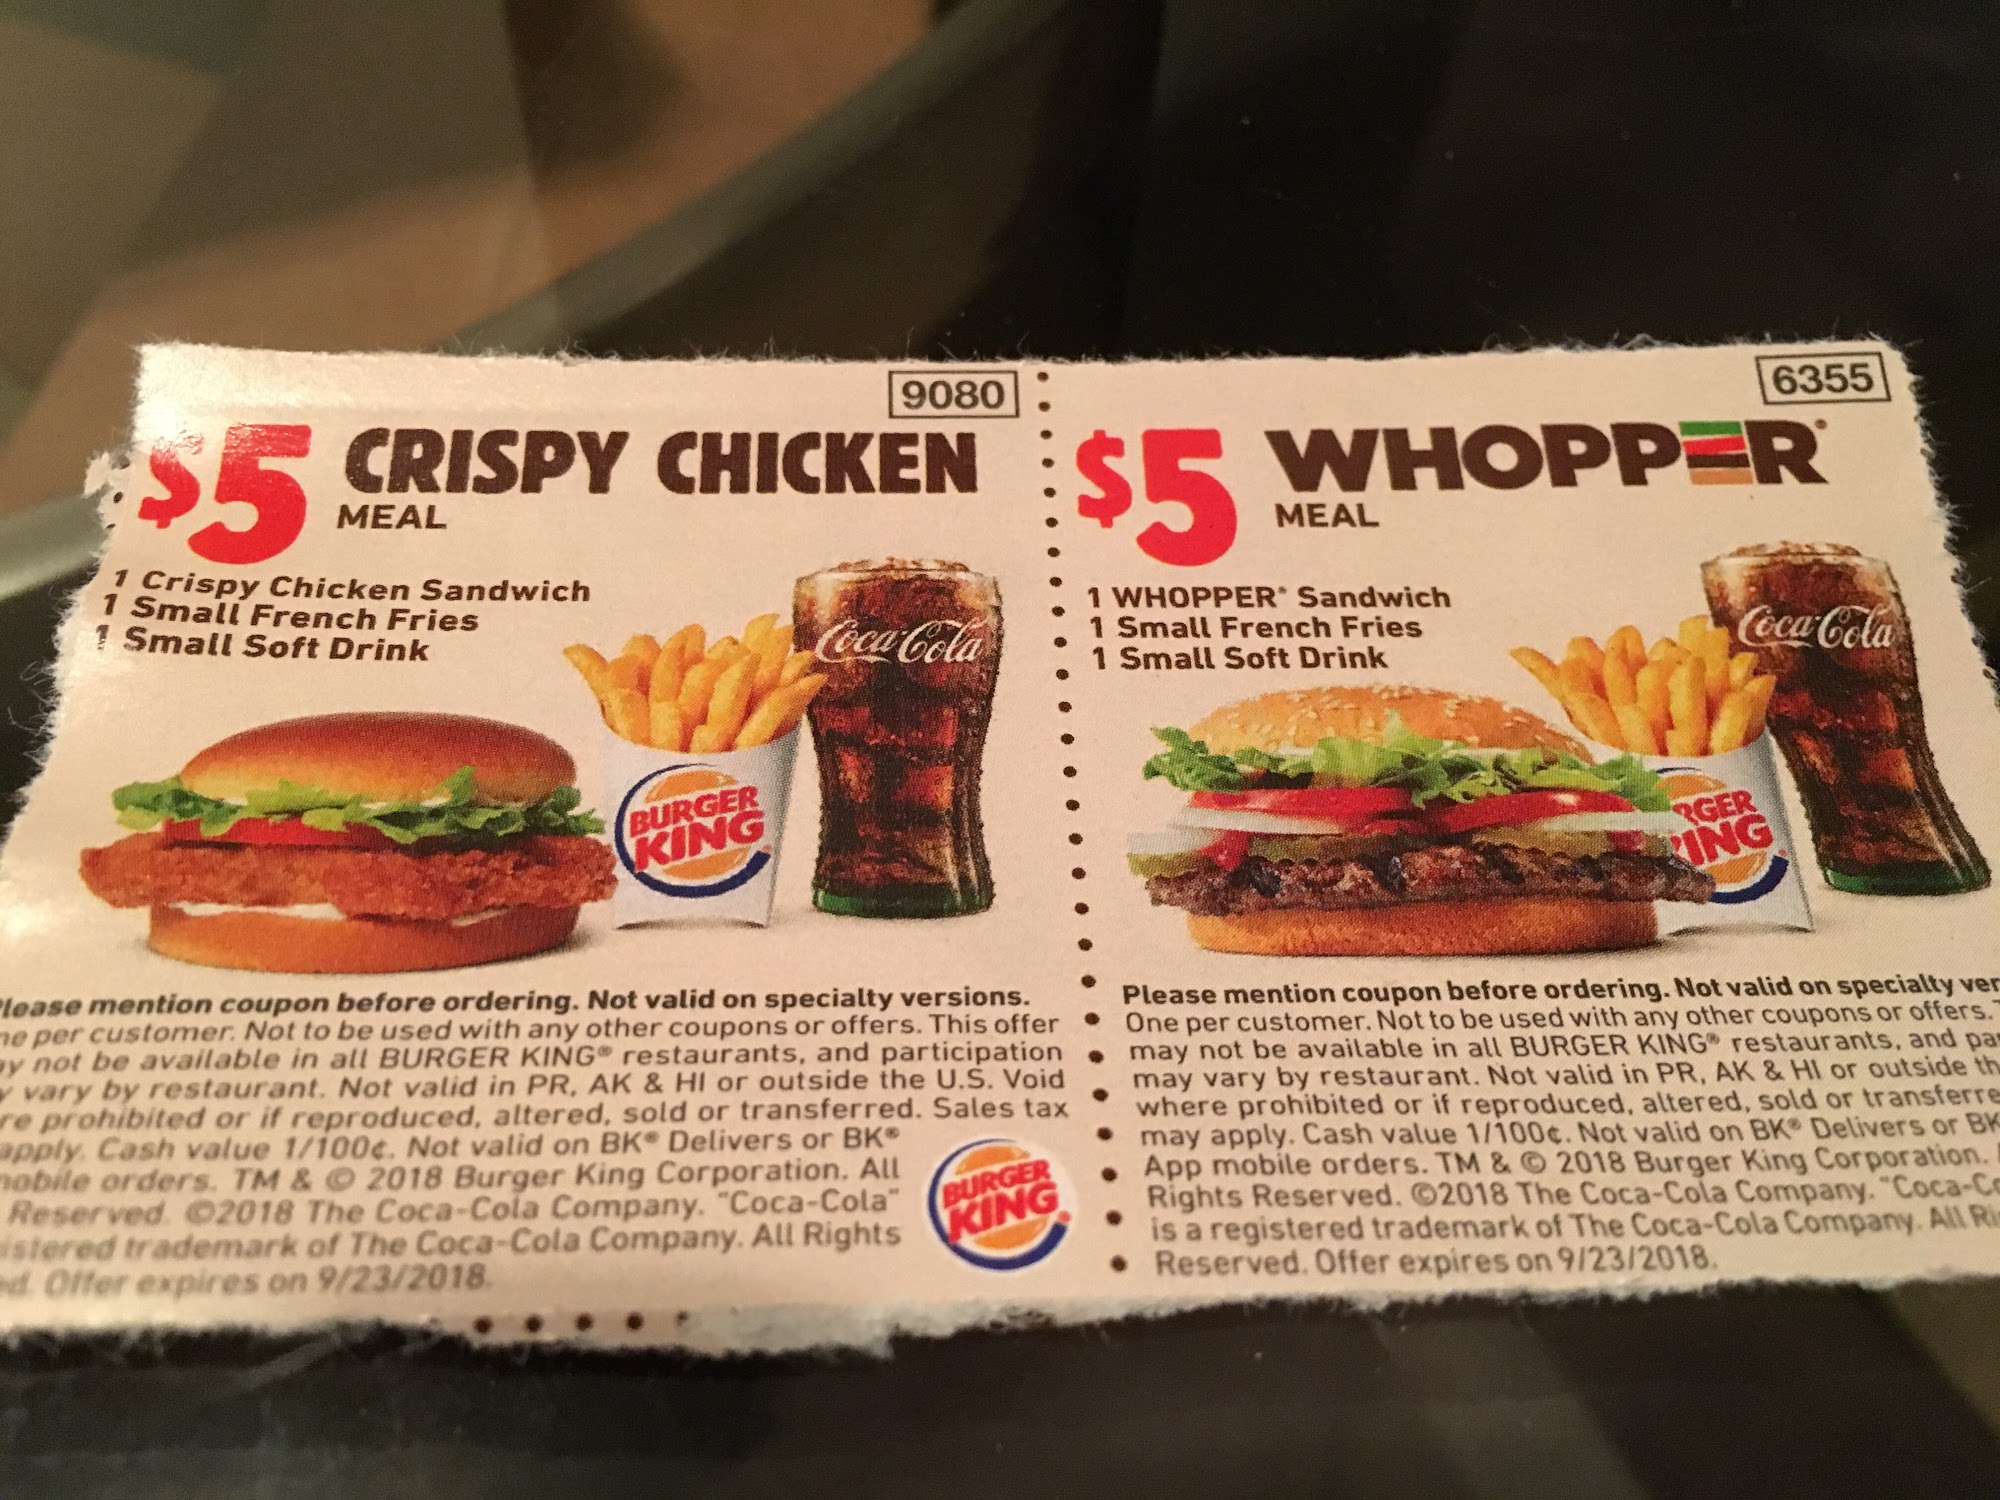 9080
$5 CRISPY CHICKEN
MEAL
1 Crispy Chicken Sandwich
1 Small French Fries
1 Small Soft Drink
Coca-Cola
BURGER
KING
Please mention coupon before ordering. Not valid on specialty versions.
per customer. Not to be used with any other coupons or offers. This offer
not be available in all BURGER KING® restaurants, and participation
vary by restaurant. Not valid in PR, AK & HI or outside the U.S. Void
prohibited or if reproduced, altered, sold or transferred. Sales tax
apply. Cash value 1/100¢. Not valid on BK® Delivers or BK®
mobile orders. TM & © 2018 Burger King Corporation. All
Reserved. ©2018 The Coca-Cola Company. "Coca-Cola"
trademark of The Coca-Cola Company. All Rights
Offer expires on 9/23/2018.
BURGER
KING
6355
$5 WHOPPER®
MEAL
1 WHOPPER® Sandwich
1 Small French Fries
1 Small Soft Drink
Coca-Cola
RGER
ING
Please mention coupon before ordering. Not valid on specialty
One per customer. Not to be used with any other coupons or offers.
may not be available in all BURGER KING® restaurants, and
may vary by restaurant. Not valid in PR, AK & HI or outside
where prohibited or if reproduced, altered, sold or
may apply. Cash value 1/100¢. Not valid on BK® Delivers or
App mobile orders. TM & © 2018 Burger King Corporation.
Rights Reserved. ©2018 The Coca-Cola Company.
is a registered trademark of The Coca-Cola Company. All
Reserved. Offer expires on 9/23/2018.